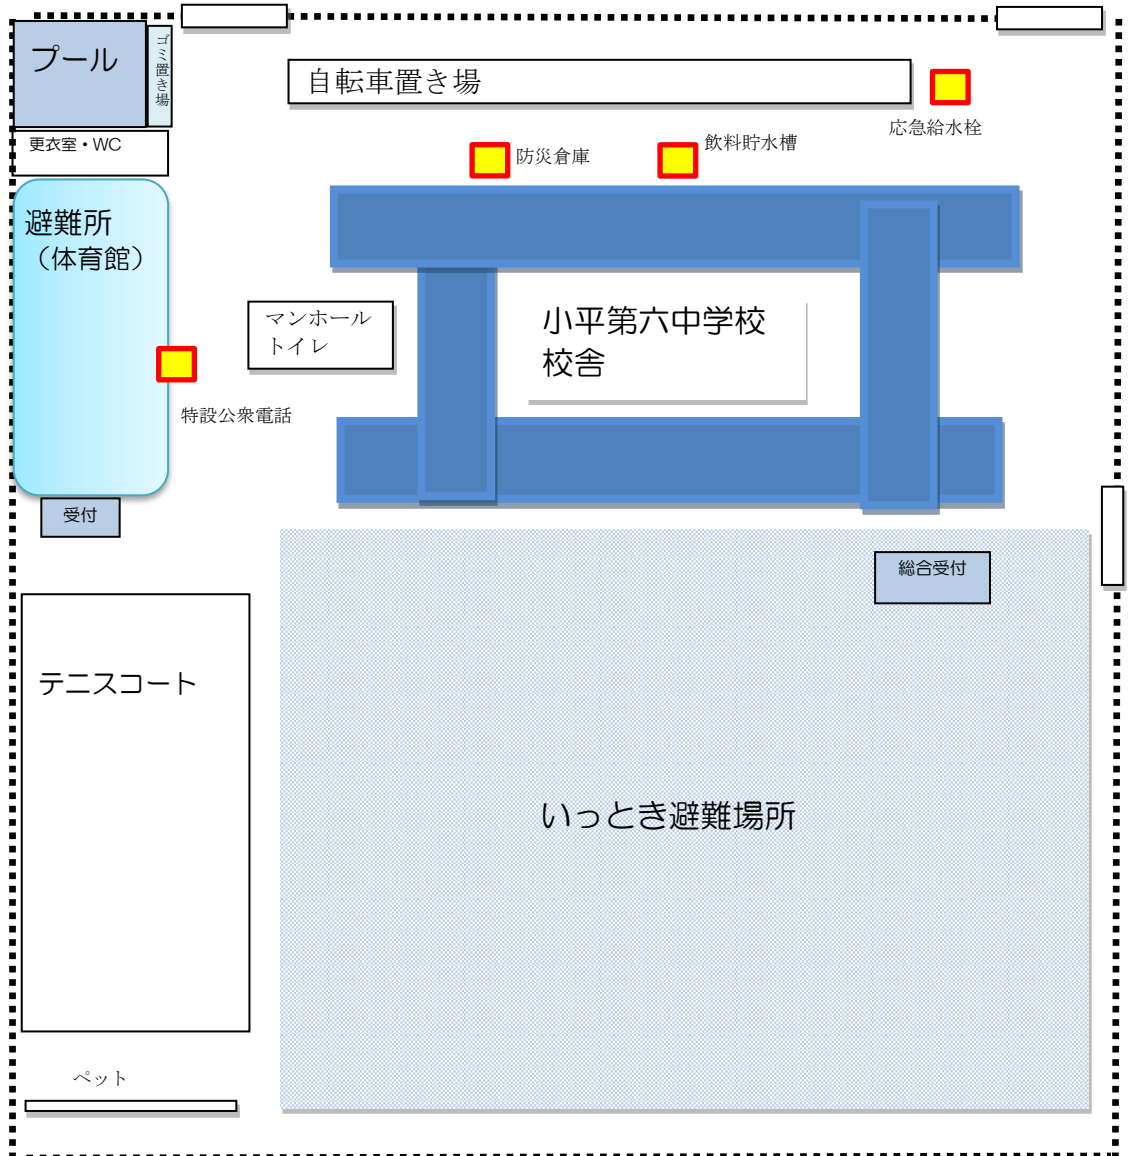 プール
ゴミ置き場
自転車置き場
応急給水栓
更衣室・WC
防災倉庫
飲料貯水槽
避難所
（体育館）
マンホール
トイレ
小平第六中学校
校舎
特設公衆電話
受付
総合受付
テニスコート
いっとき避難場所
ペット